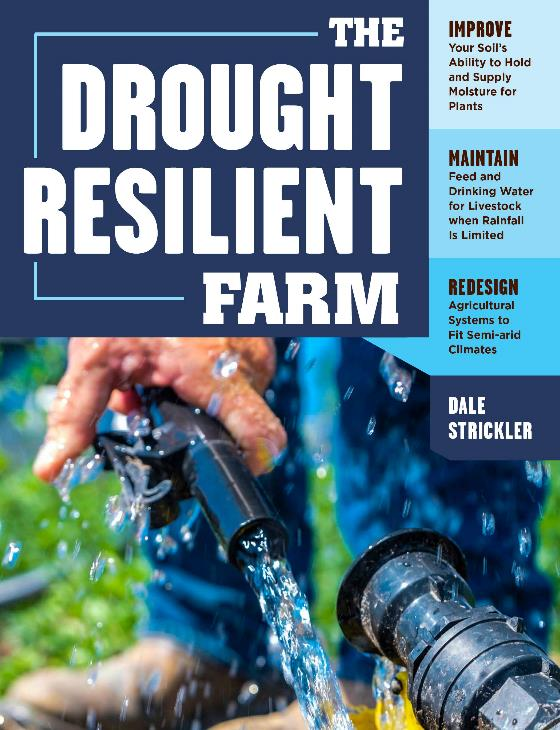 THE
DROUGHT
RESILIENT
FARM
IMPROVE
Your Soil's
Ability to Hold
and Supply
Moisture for
Plants
MAINTAIN
Feed and
Drinking Water
for Livestock
when Rainfall
Is Limited
REDESIGN
Agricultural
Systems to
Fit Semi-arid
Climates
DALE
STRICKLER